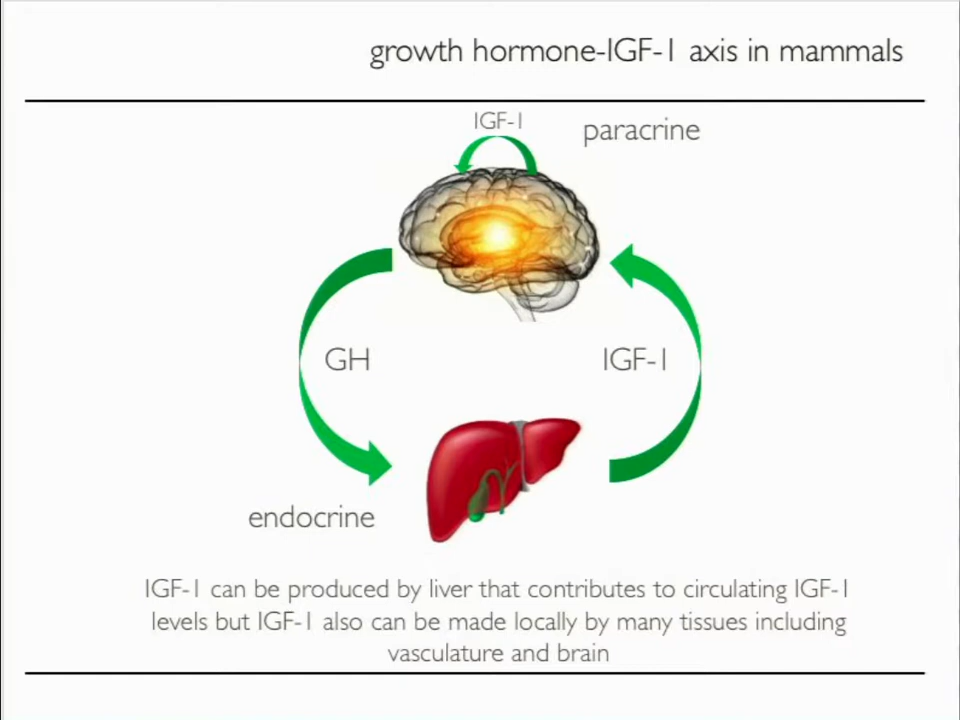 growth hormone-IGF-1 axis in mammals
IGF-1
paracrine
GH
IGF-1
endocrine
IGF-1 can be produced by liver that contributes to circulating IGF-1
levels but IGF-1 also can be made locally by many tissues including
vasculature and brain